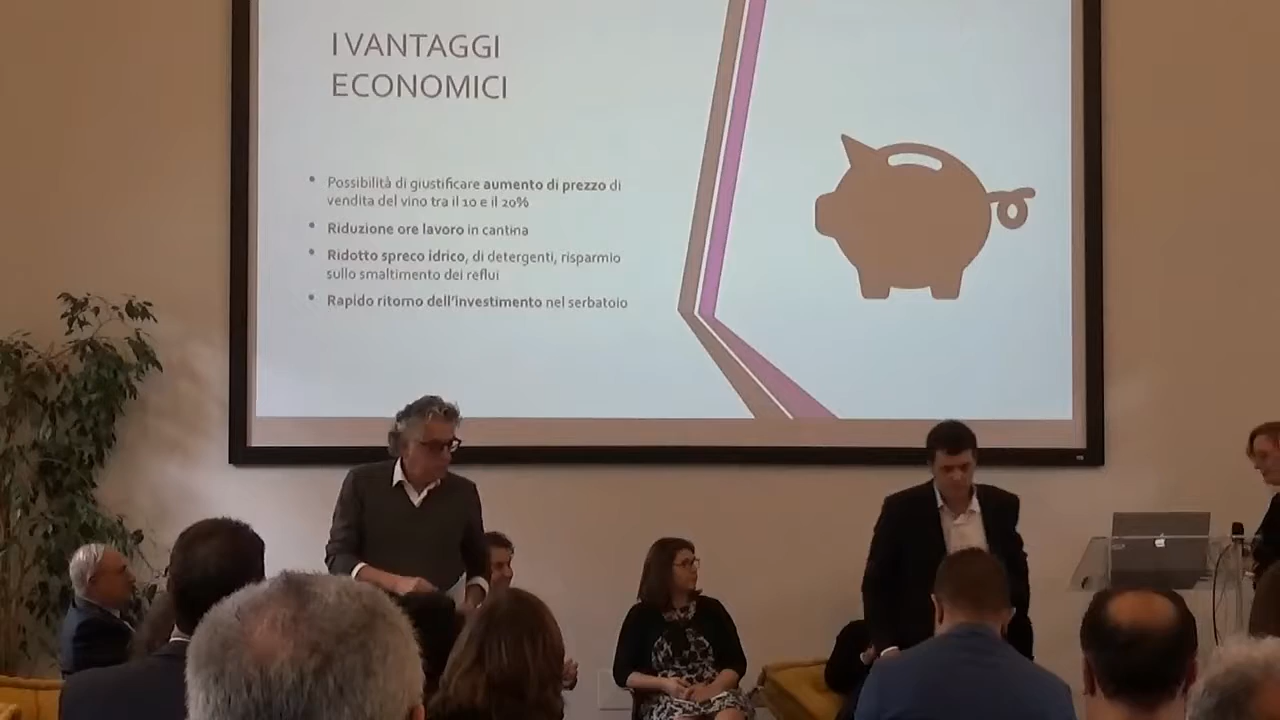 I VANTAGGI
ECONOMICI
• Possibilità di giustificare aumento di prezzo di
vendita del vino tra il 10 e il 20%
• Riduzione ore lavoro in cantina
• Ridotto spreco idrico, di detergenti, risparmio
sullo smaltimento dei reflui
• Rapido ritorno dell'investimento nel serbatoio